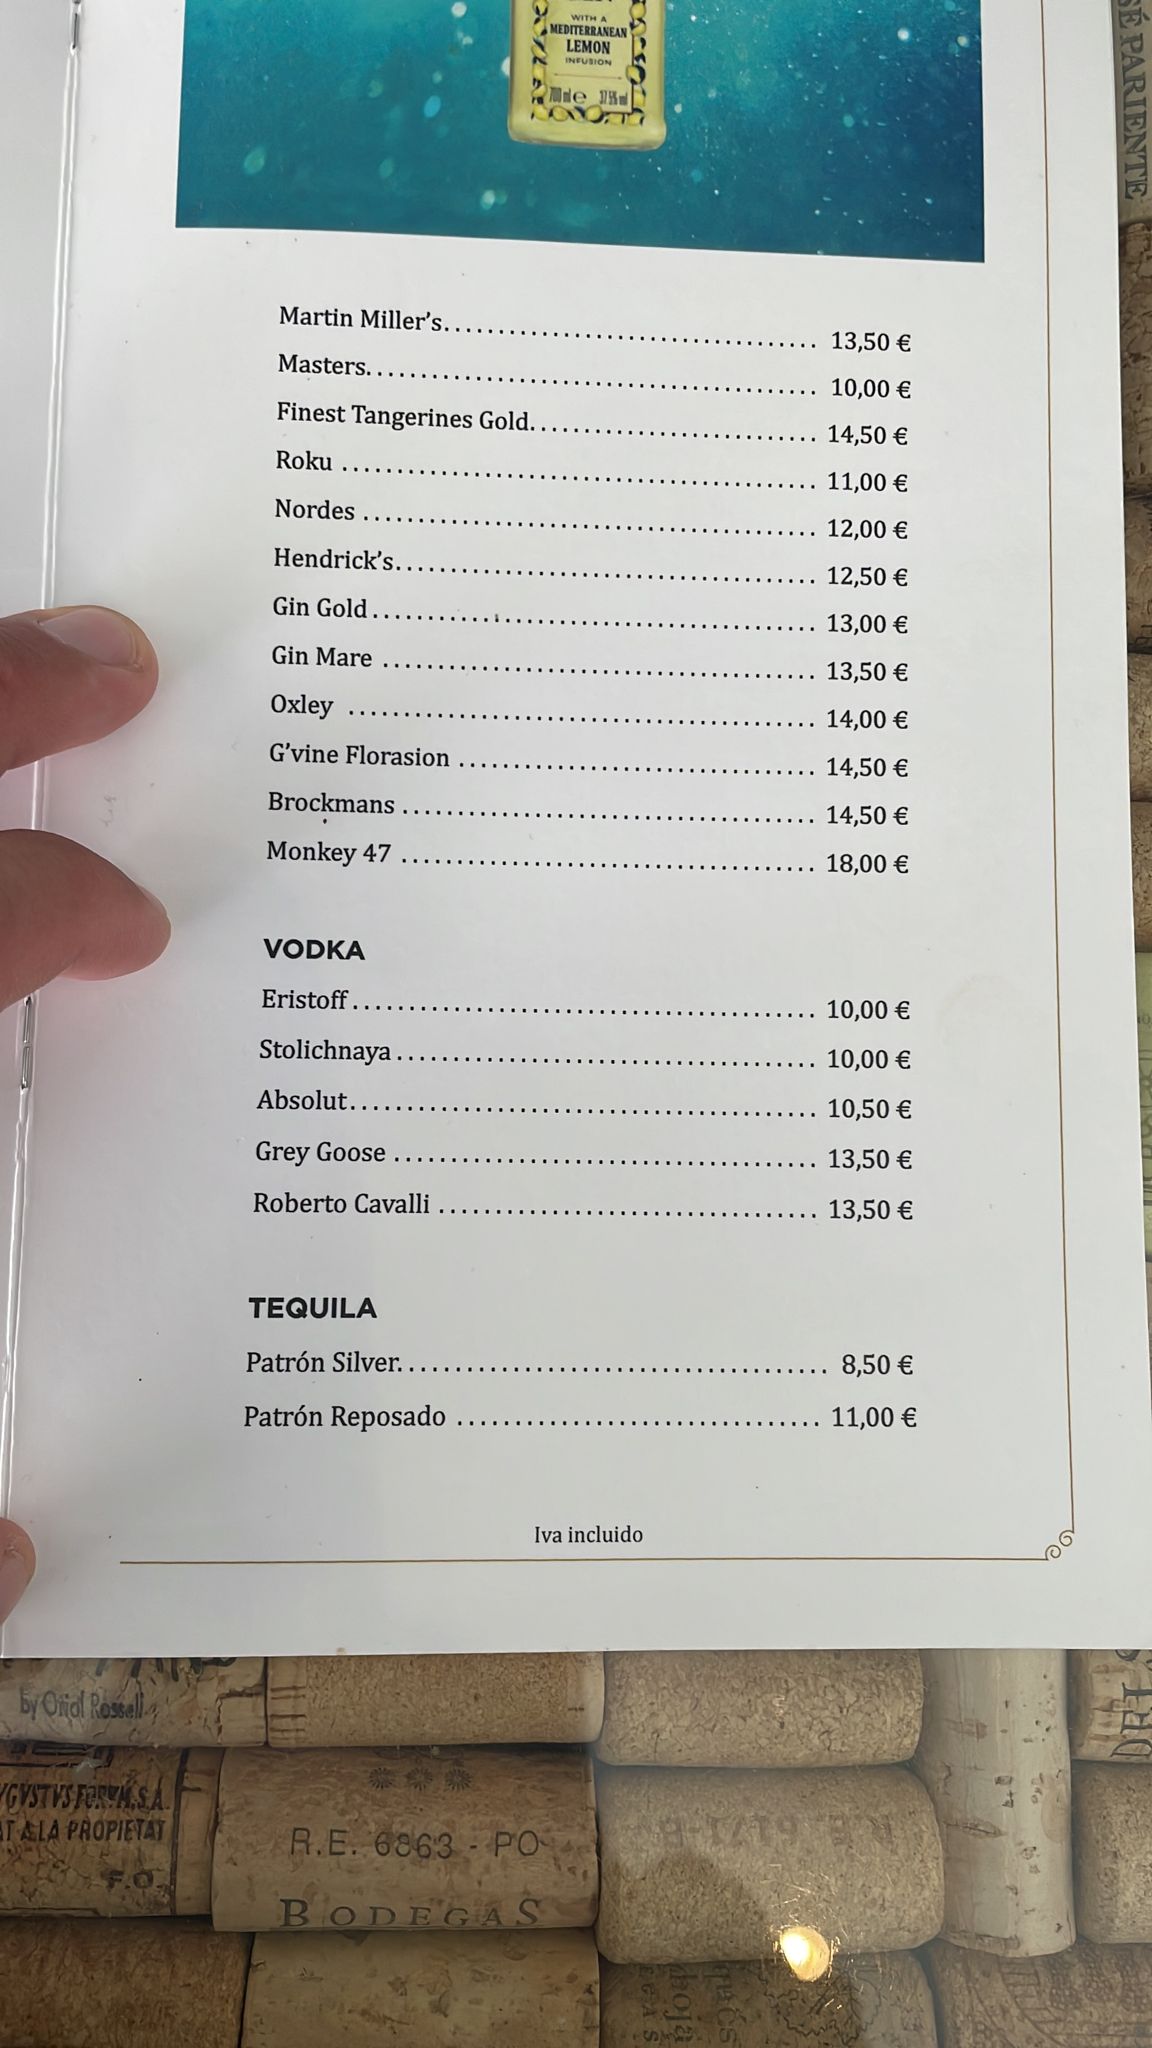 WITH A
MEDITERRANEAN
LEMON
INFUSION
700 ml e 37.5% vol
SÉ PARIENTE
Martin Miller's 13,50 €
Masters 10,00 €
Finest Tangerines Gold 14,50 €
Roku 11,00 €
Nordes 12,00 €
Hendrick's 12,50 €
Gin Gold 13,00 €
Gin Mare 13,50 €
Oxley 14,00 €
G'vine Florasion 14,50 €
Brockmans 14,50 €
Monkey 47 18,00 €
VODKA
Eristoff 10,00 €
Stolichnaya 10,00 €
Absolut 10,50 €
Grey Goose 13,50 €
Roberto Cavalli 13,50 €
TEQUILA
Patrón Silver 8,50 €
Patrón Reposado 11,00 €
Iva incluido
by Oriol Rossell
AT A LA PROPIETAT
R.E. 6863 - PO
BODEGAS